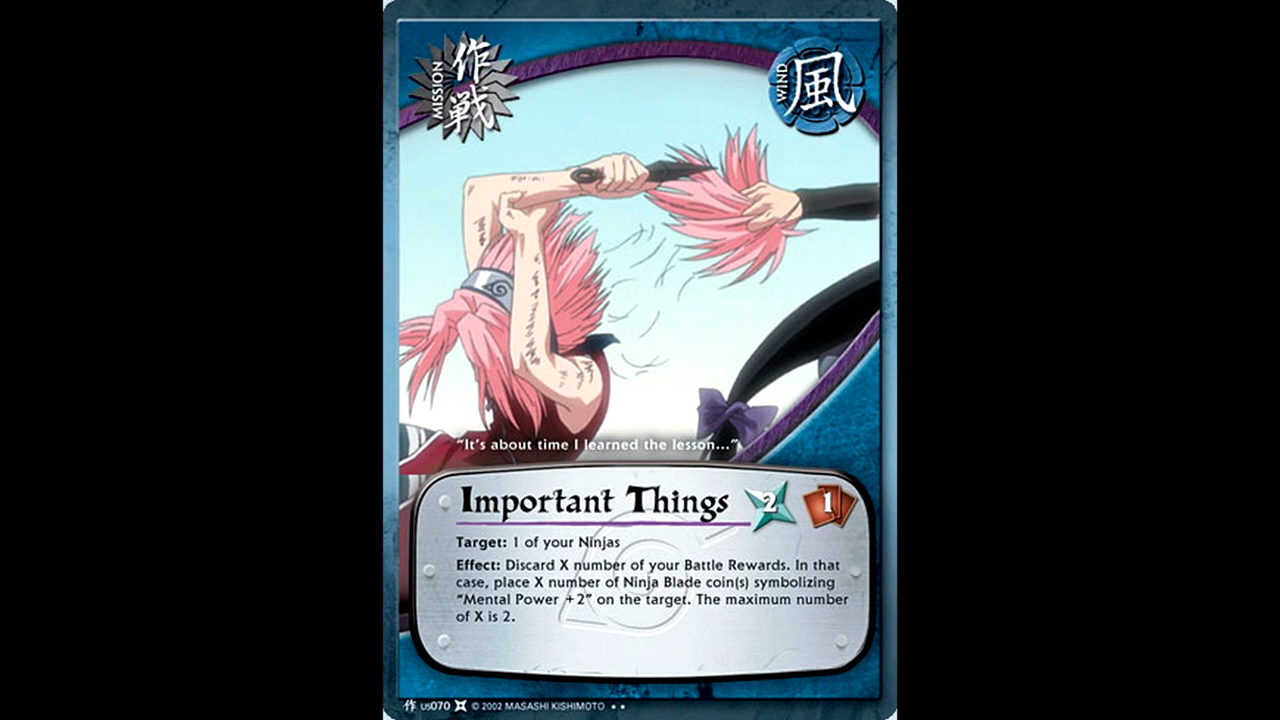 MISSION
作戦
WIND
風
"It's about time I learned the lesson..."
Important Things
2
1
Target: 1 of your Ninjas
Effect: Discard X number of your Battle Rewards. In that
case, place X number of Ninja Blade coin(s) symbolizing
"Mental Power +2" on the target. The maximum number
of X is 2.
作 US070 © 2002 MASASHI KISHIMOTO